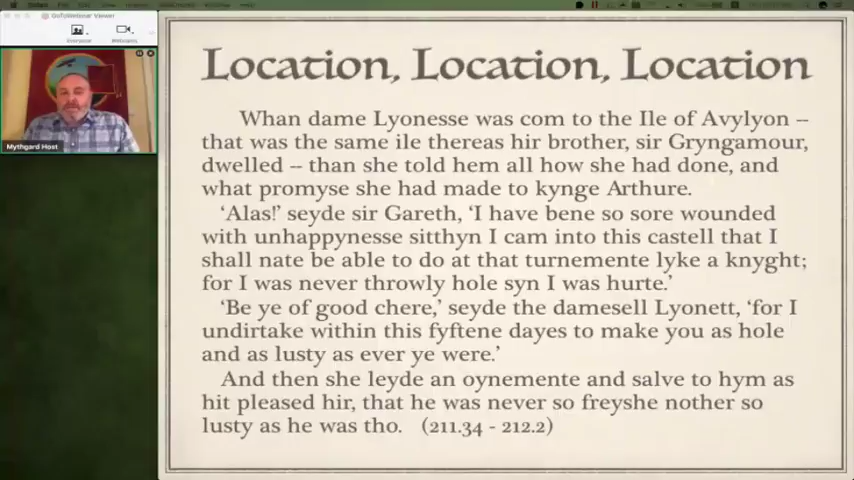 GoToWebinar Viewer
Mythgard Host
Location, Location, Location
Whan dame Lyonesse was com to the Ile of Avylyon --
that was the same ile thereas hir brother, sir Gryngamour,
dwelled -- than she told hem all how she had done, and
what promyse she had made to kynge Arthure.
'Alas!' seyde sir Gareth, 'I have bene so sore wounded
with unhappynesse sitthyn I cam into this castell that I
shall nate be able to do at that turnemente lyke a knyght;
for I was never throwly hole syn I was hurte.'
'Be ye of good chere,' seyde the damesell Lyonett, 'for I
undirtake within this fyftene dayes to make you as hole
and as lusty as ever ye were.'
And then she leyde an oynemente and salve to hym as
hit pleased hir, that he was never so freyshe nother so
lusty as he was tho. (211.34 - 212.2)